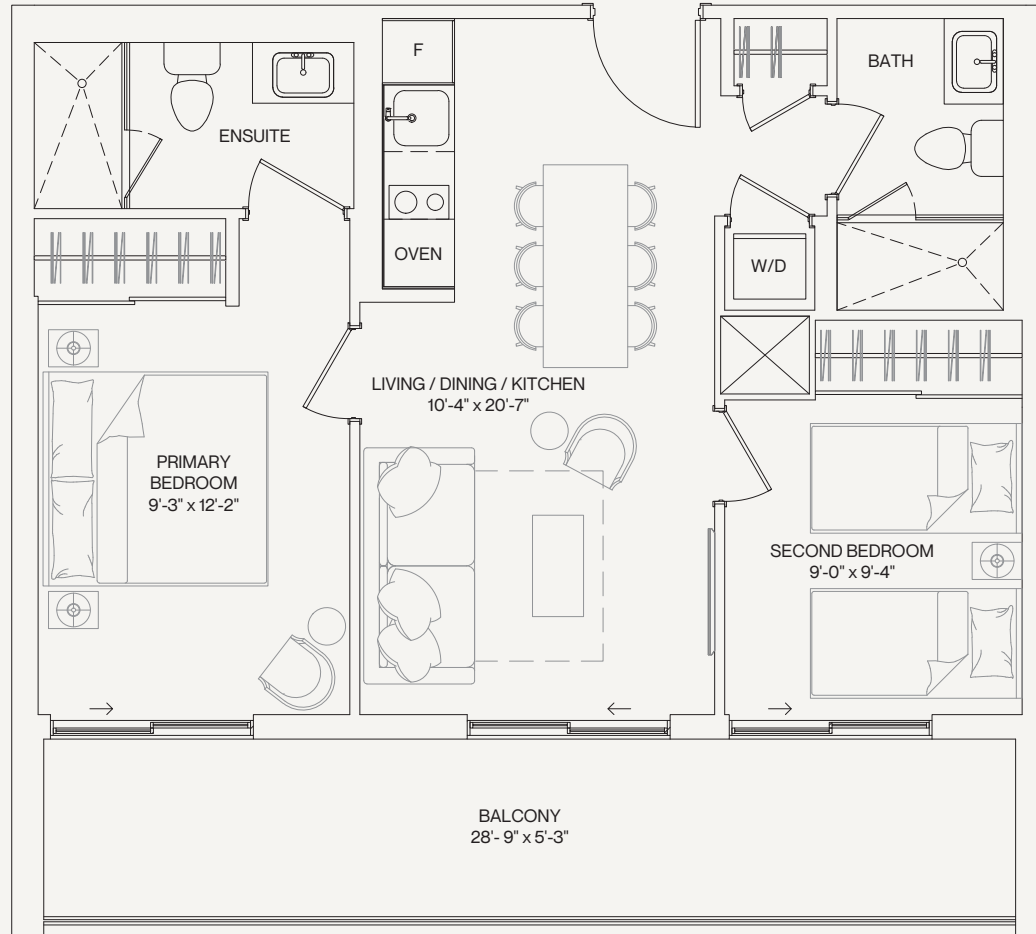 F
BATH
ENSUITE
OVEN
W/D
LIVING / DINING / KITCHEN
10'-4" x 20'-7"
PRIMARY
BEDROOM
9'-3" x 12'-2"
SECOND BEDROOM
9'-0" x 9'-4"
BALCONY
28'- 9" x 5'-3"